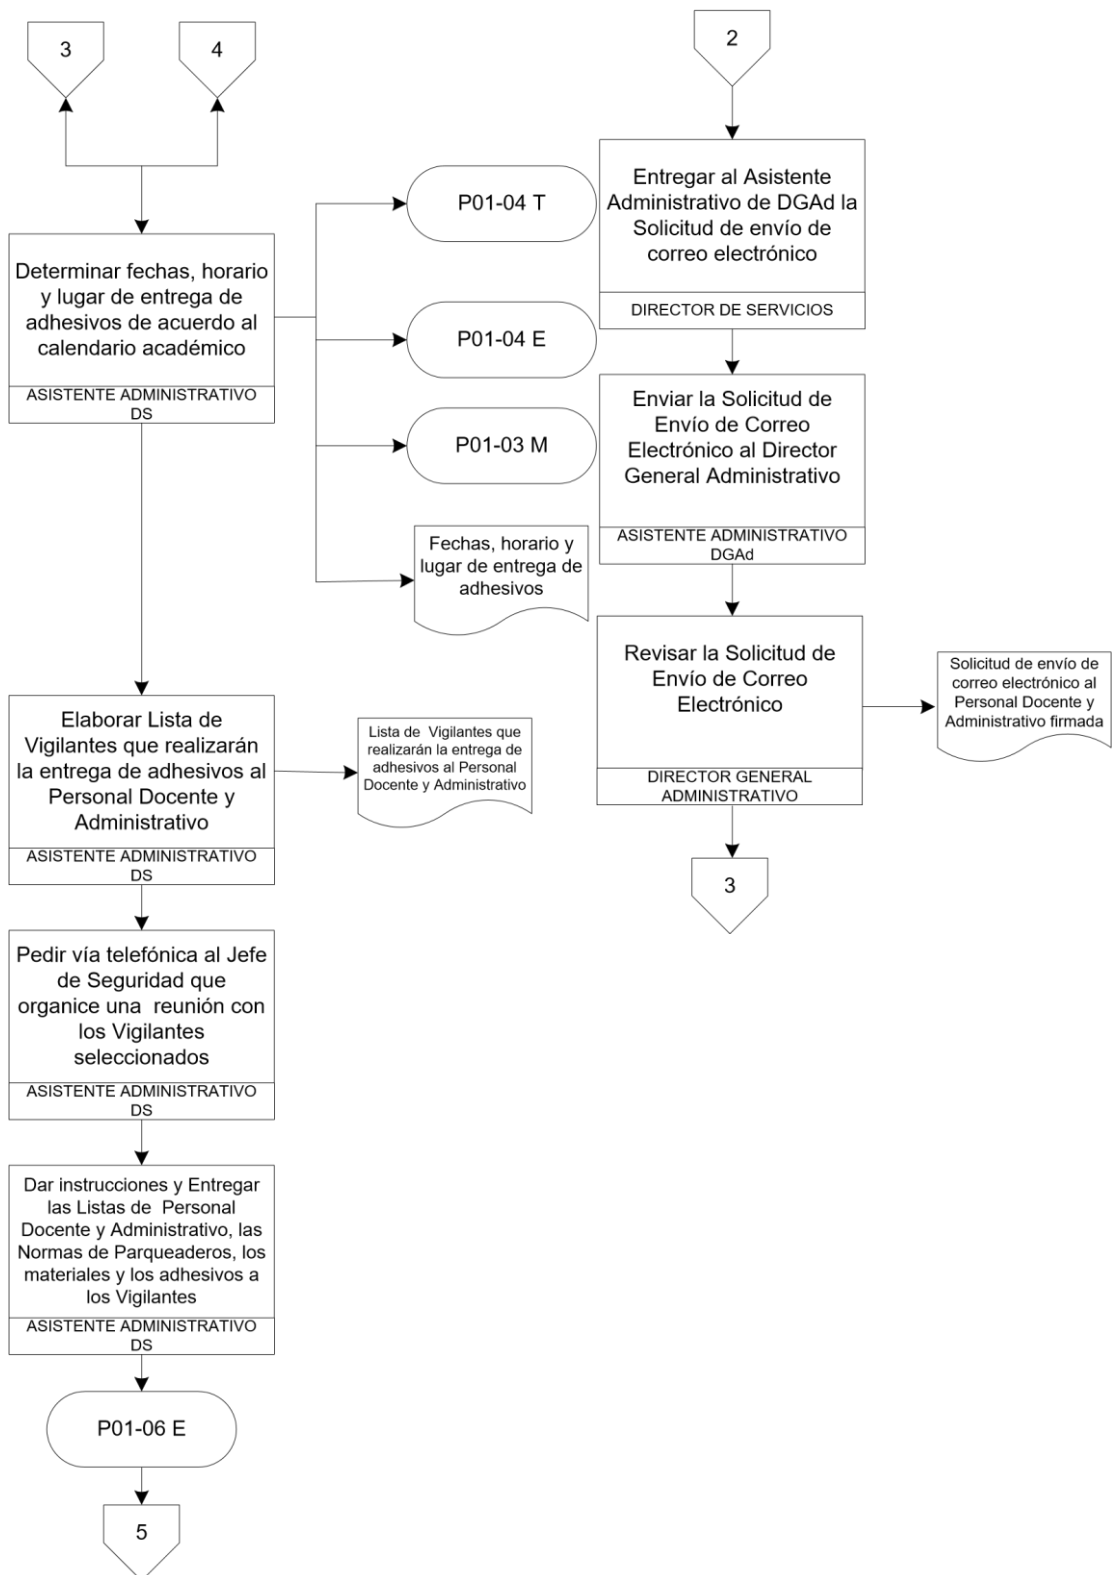 3
4
Determinar fechas, horario
y lugar de entrega de
adhesivos de acuerdo al
calendario académico
ASISTENTE ADMINISTRATIVO
DS
P01-04 T
P01-04 E
P01-03 M
Fechas, horario y
lugar de entrega de
adhesivos
Elaborar Lista de
Vigilantes que realizarán
la entrega de adhesivos al
Personal Docente y
Administrativo
ASISTENTE ADMINISTRATIVO
DS
Lista de Vigilantes que
realizarán la entrega de
adhesivos al Personal
Docente y Administrativo
Pedir vía telefónica al Jefe
de Seguridad que
organice una reunión con
los Vigilantes
seleccionados
ASISTENTE ADMINISTRATIVO
DS
Dar instrucciones y Entregar
las Listas de Personal
Docente y Administrativo, las
Normas de Parqueaderos, los
materiales y los adhesivos a
los Vigilantes
ASISTENTE ADMINISTRATIVO
DS
P01-06 E
5
2
Entregar al Asistente
Administrativo de DGAd la
Solicitud de envío de
correo electrónico
DIRECTOR DE SERVICIOS
Enviar la Solicitud de
Envío de Correo
Electrónico al Director
General Administrativo
ASISTENTE ADMINISTRATIVO
DGAd
Revisar la Solicitud de
Envío de Correo
Electrónico
DIRECTOR GENERAL
ADMINISTRATIVO
Solicitud de envío de
correo electrónico al
Personal Docente y
Administrativo firmada
3